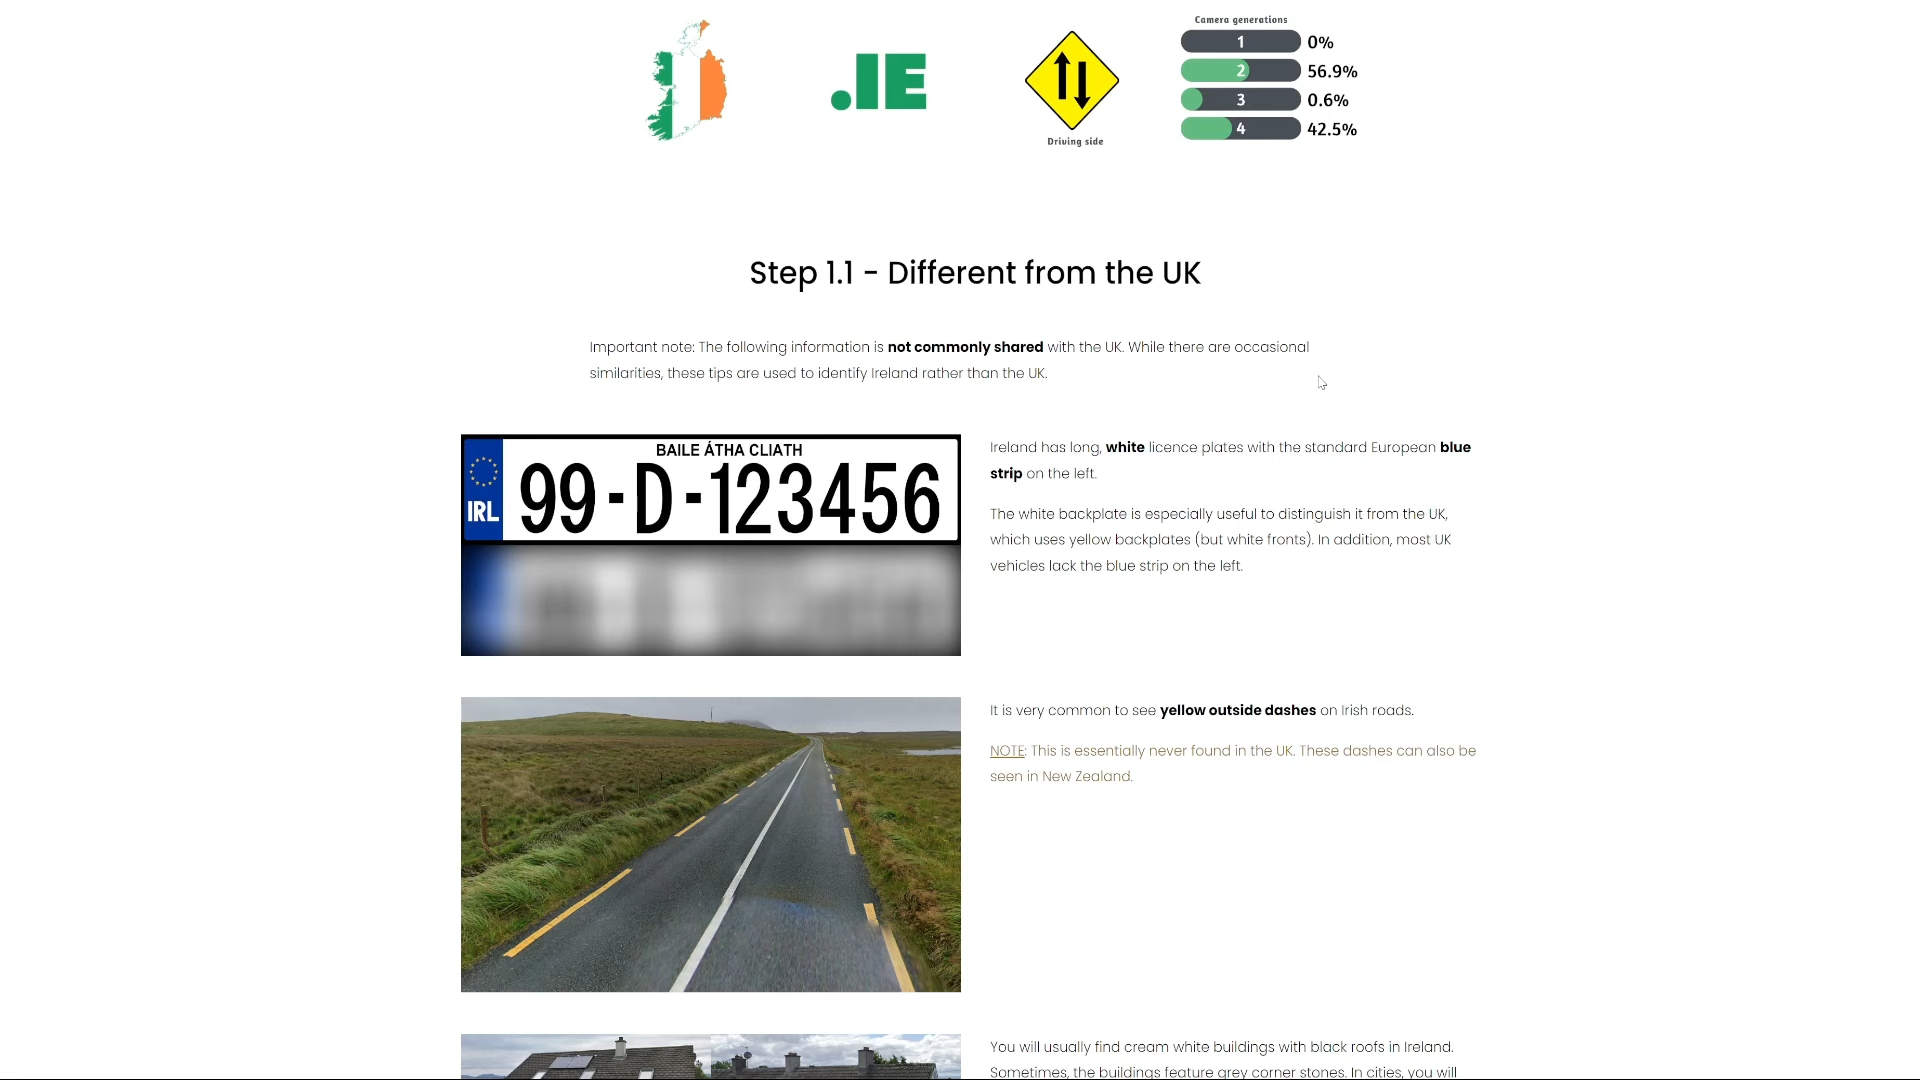 Camera generations
1 0%
2 56.9%
3 0.6%
4 42.5%
.IE
Driving side
Step 1.1 - Different from the UK
Important note: The following information is not commonly shared with the UK. While there are occasional
similarities, these tips are used to identify Ireland rather than the UK.
BAILE ÁTHA CLIATH
IRL 99-D-123456
Ireland has long, white licence plates with the standard European blue
strip on the left.
The white backplate is especially useful to distinguish it from the UK,
which uses yellow backplates (but white fronts). In addition, most UK
vehicles lack the blue strip on the left.
It is very common to see yellow outside dashes on Irish roads.
NOTE: This is essentially never found in the UK. These dashes can also be
seen in New Zealand.
You will usually find cream white buildings with black roofs in Ireland.
Sometimes, the buildings feature grey corner stones. In cities, you will